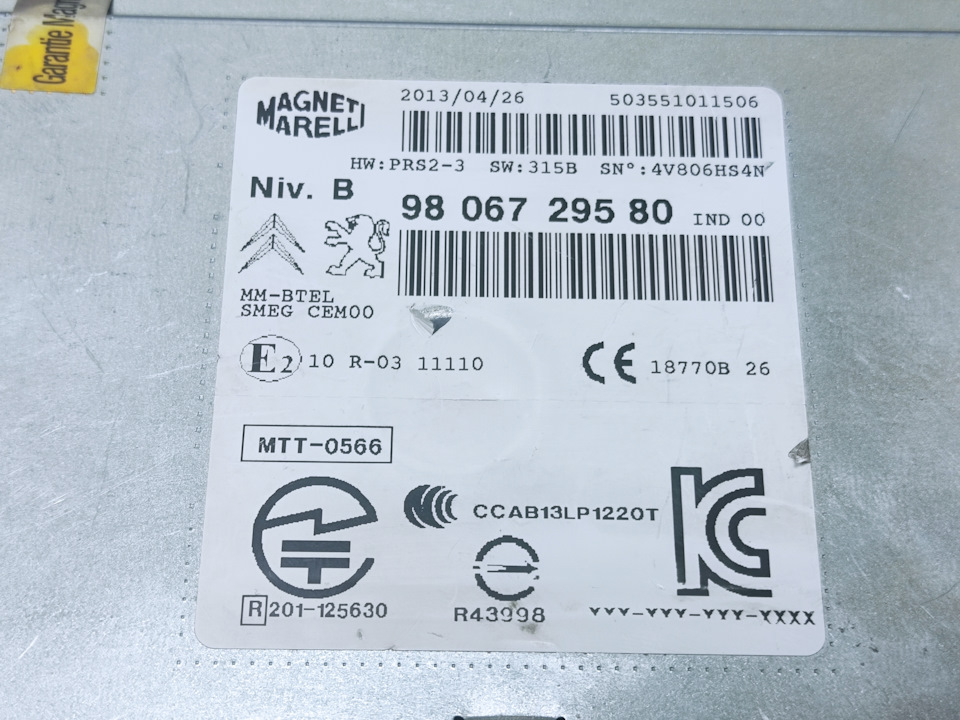 Garantie Mag
MAGNETI MARELLI
2013/04/26 503551011506
HW:PRS2-3 SW:315B SN°:4V806HS4N
Niv. B
98 067 295 80 IND 00
MM-BTEL
SMEG CEM00
E2 10 R-03 11110
CE 18770B 26
MTT-0566
CCAB13LP1220T
R 201-125630
R43998
YYY-YYY-YYY-YXXX